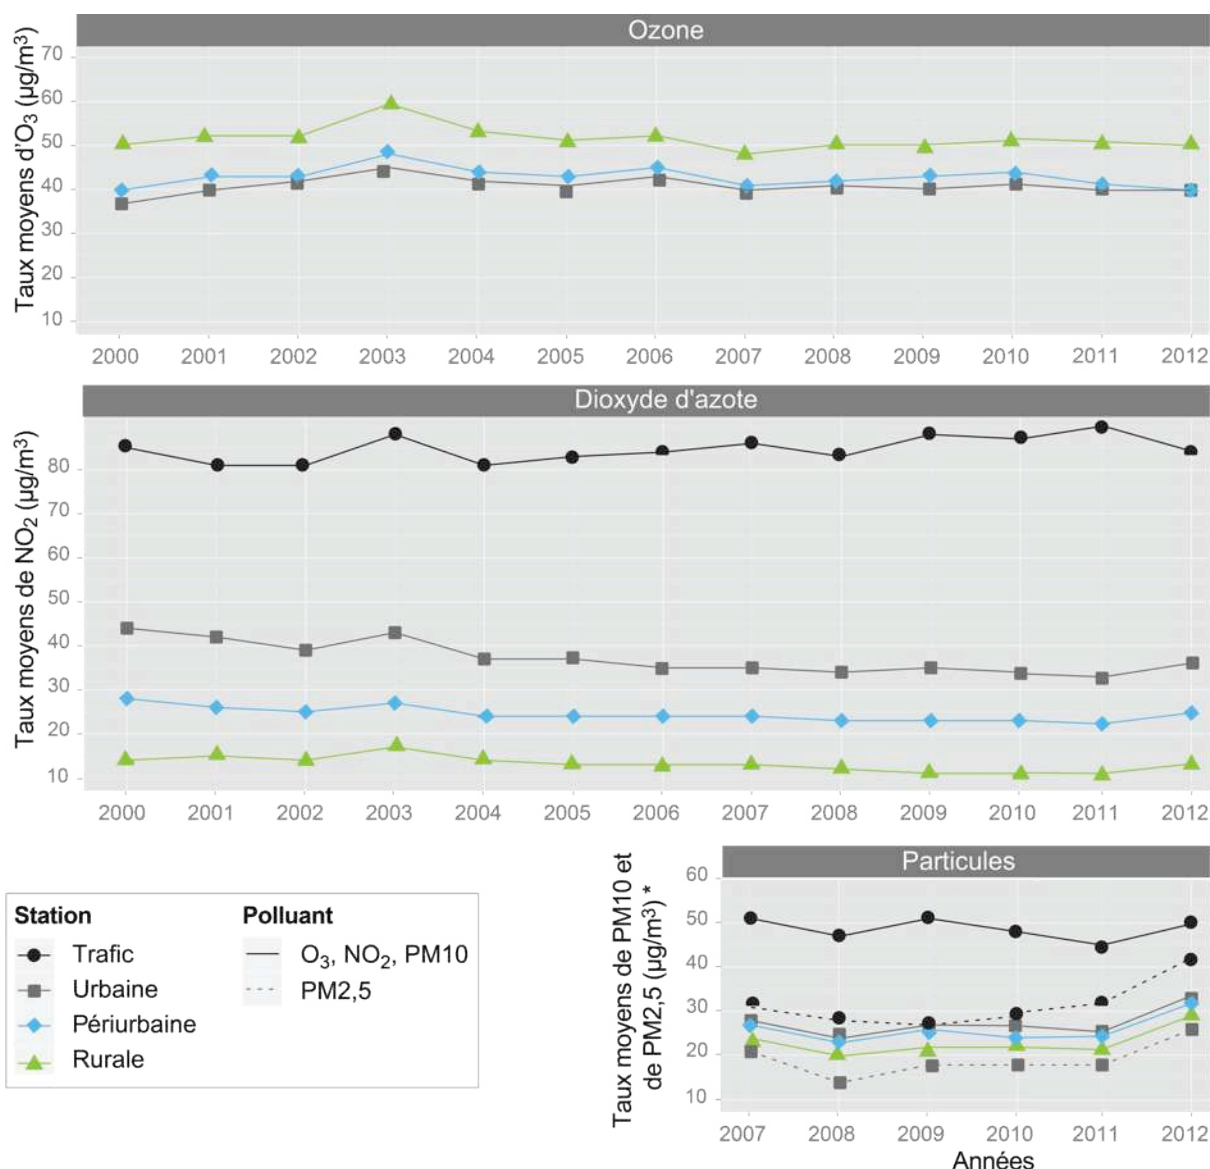 Ozone
Taux moyens d'O3 (µg/m3)
70
60
50
40
30
20
10
2000 2001 2002 2003 2004 2005 2006 2007 2008 2009 2010 2011 2012
Dioxyde d'azote
Taux moyens de NO2 (µg/m3)
80
70
60
50
40
30
20
10
2000 2001 2002 2003 2004 2005 2006 2007 2008 2009 2010 2011 2012
Station
Trafic
Urbaine
Périurbaine
Rurale
Polluant
O3, NO2, PM10
PM2,5
Particules
Taux moyens de PM10 et
de PM2,5 (µg/m3) *
60
50
40
30
20
10
2007 2008 2009 2010 2011 2012
Années